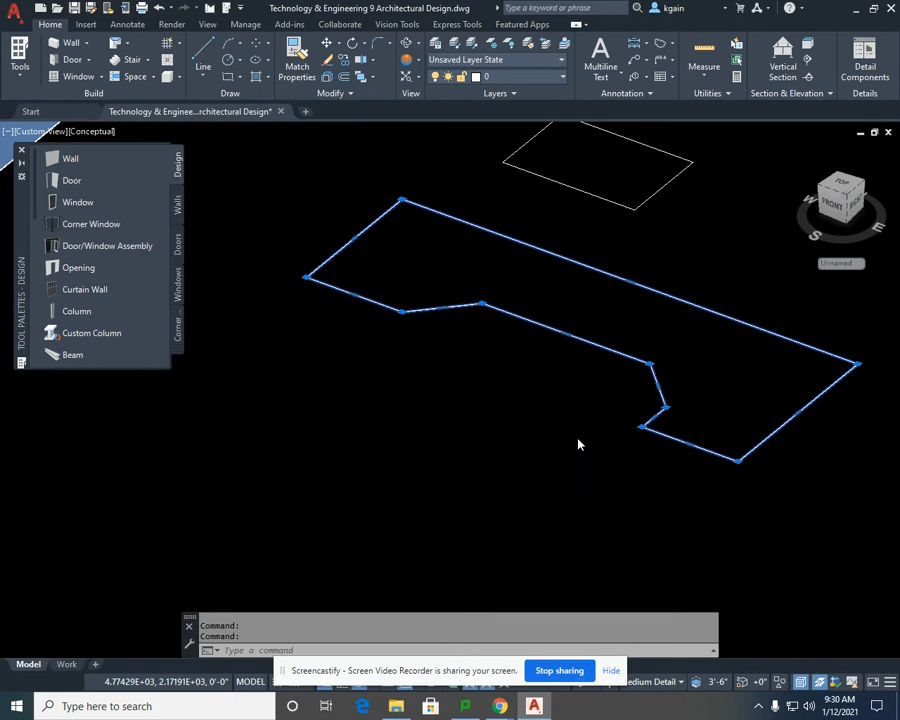 Technology & Engineering 9 Architectural Design.dwg
Type a keyword or phrase
kgain
Home Insert Annotate Render View Manage Add-ins Collaborate Vision Tools Express Tools Featured Apps
Tools
Wall
Door
Window
Stair
Space
Build
Line
Draw
Match
Properties
Modify
View
Unsaved Layer State
0
Layers
Multiline
Text
Annotation
Measure
Utilities
Vertical
Section
Section & Elevation
Detail
Components
Details
Start
Technology & Enginee...rchitectural Design*
[−][Custom View][Conceptual]
TOOL PALETTES - DESIGN
Wall
Door
Window
Corner Window
Door/Window Assembly
Opening
Curtain Wall
Column
Custom Column
Beam
Design
Walls
Doors
Windows
Corner ...
TOP
FRONT
RIGHT
W
S
E
Unnamed
Command:
Command:
Type a command
Model
Work
Screencastify - Screen Video Recorder is sharing your screen.
Stop sharing
Hide
4.77429E+03, 2.17191E+03, 0'-0"
MODEL
edium Detail
3'-6"
+0"
Type here to search
9:30 AM
1/12/2021